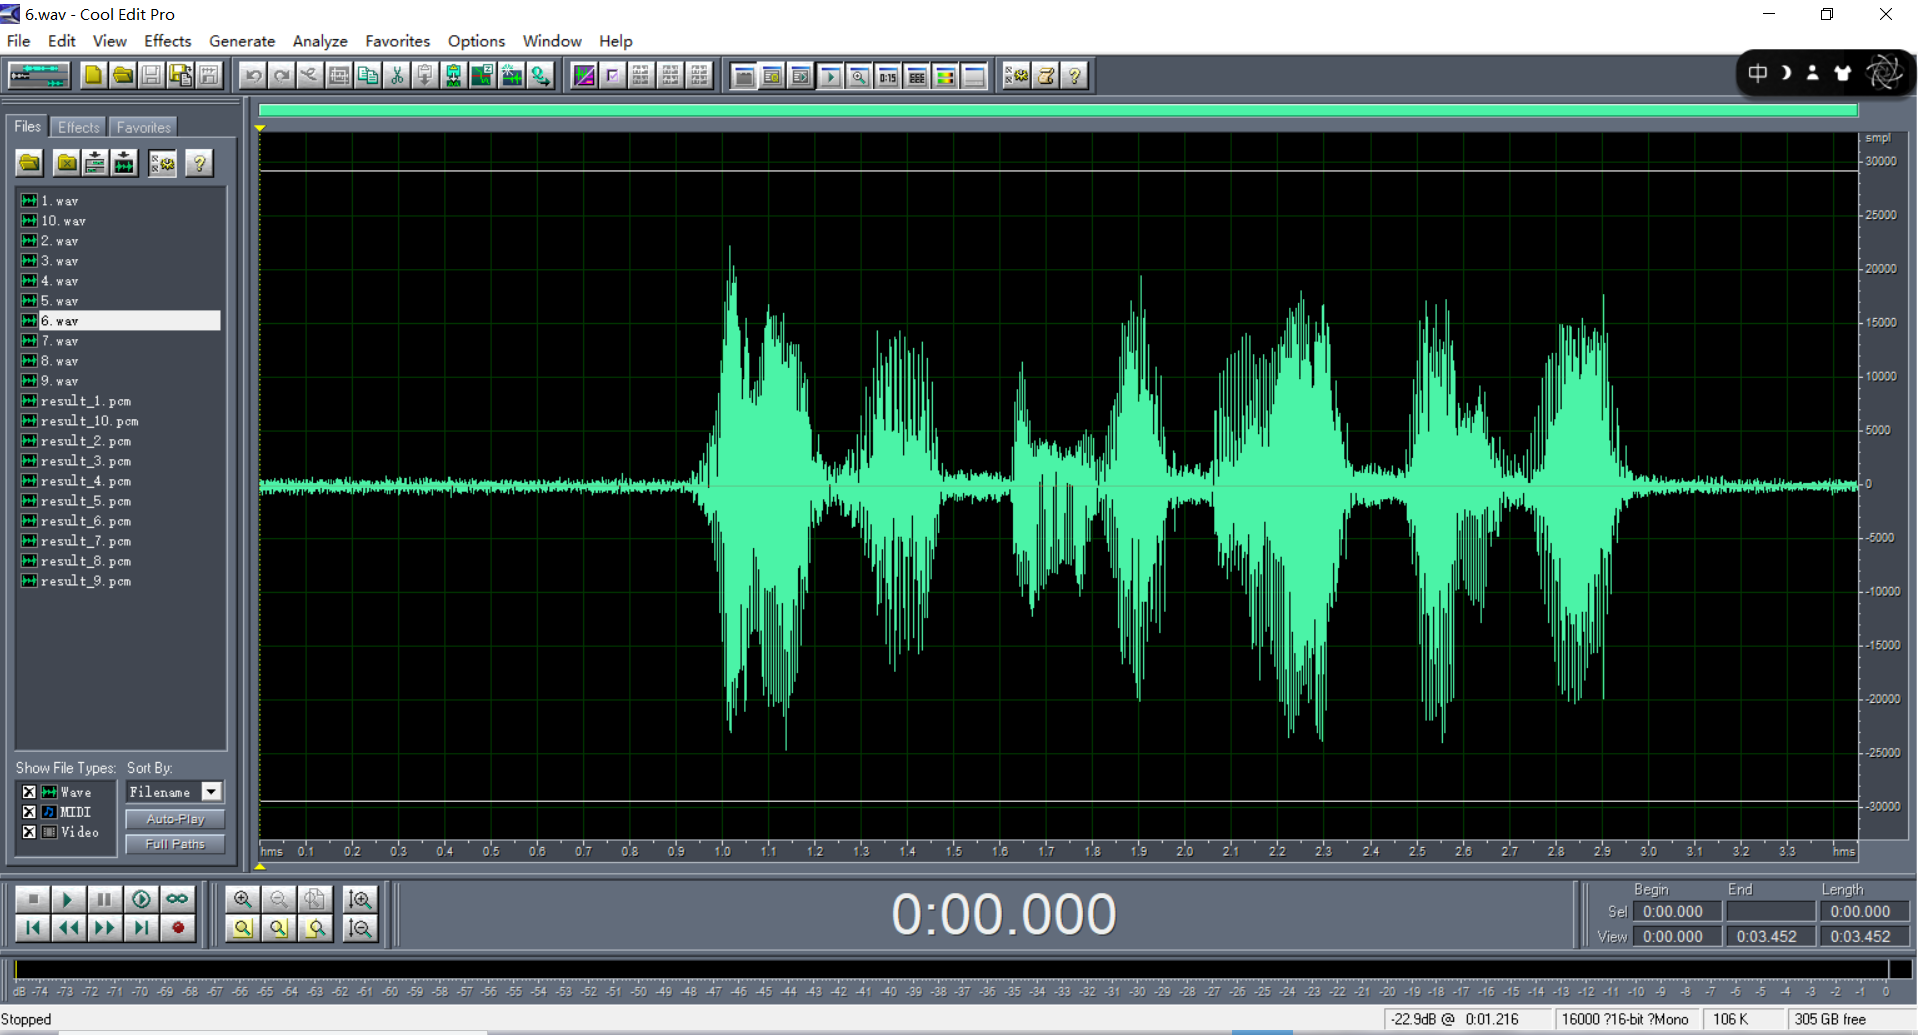 6.wav - Cool Edit Pro
File Edit View Effects Generate Analyze Favorites Options Window Help
0:15
中
Files Effects Favorites
1.wav
10.wav
2.wav
3.wav
4.wav
5.wav
6.wav
7.wav
8.wav
9.wav
result_1.pcm
result_10.pcm
result_2.pcm
result_3.pcm
result_4.pcm
result_5.pcm
result_6.pcm
result_7.pcm
result_8.pcm
result_9.pcm
Show File Types: Sort By:
Wave Filename
MIDI Auto-Play
Video Full Paths
smpl
30000
25000
20000
15000
10000
5000
0
-5000
-10000
-15000
-20000
-25000
-30000
hms 0.1 0.2 0.3 0.4 0.5 0.6 0.7 0.8 0.9 1.0 1.1 1.2 1.3 1.4 1.5 1.6 1.7 1.8 1.9 2.0 2.1 2.2 2.3 2.4 2.5 2.6 2.7 2.8 2.9 3.0 3.1 3.2 3.3 hms
0:00.000
Begin End Length
Sel 0:00.000 0:00.000
View 0:00.000 0:03.452 0:03.452
dB -74 -73 -72 -71 -70 -69 -68 -67 -66 -65 -64 -63 -62 -61 -60 -59 -58 -57 -56 -55 -54 -53 -52 -51 -50 -49 -48 -47 -46 -45 -44 -43 -42 -41 -40 -39 -38 -37 -36 -35 -34 -33 -32 -31 -30 -29 -28 -27 -26 -25 -24 -23 -22 -21 -20 -19 -18 -17 -16 -15 -14 -13 -12 -11 -10 -9 -8 -7 -6 -5 -4 -3 -2 -1 0
Stopped -22.9dB @ 0:01.216 16000 ?16-bit ?Mono 106 K 305 GB free